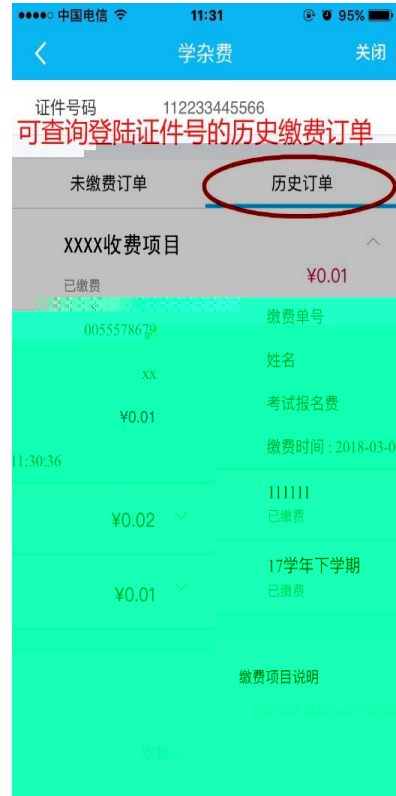 中国电信 11:31 95%
学杂费 关闭
证件号码 112233445566
可查询登陆证件号的历史缴费订单
未缴费订单 历史订单
XXXX收费项目
已缴费 ¥0.01
缴费单号
0055578679
姓名
xx
考试报名费
¥0.01
缴费时间 : 2018-03-0
11:30:36
111111
¥0.02
已缴费
17学年下学期
¥0.01
已缴费
缴费项目说明
收起